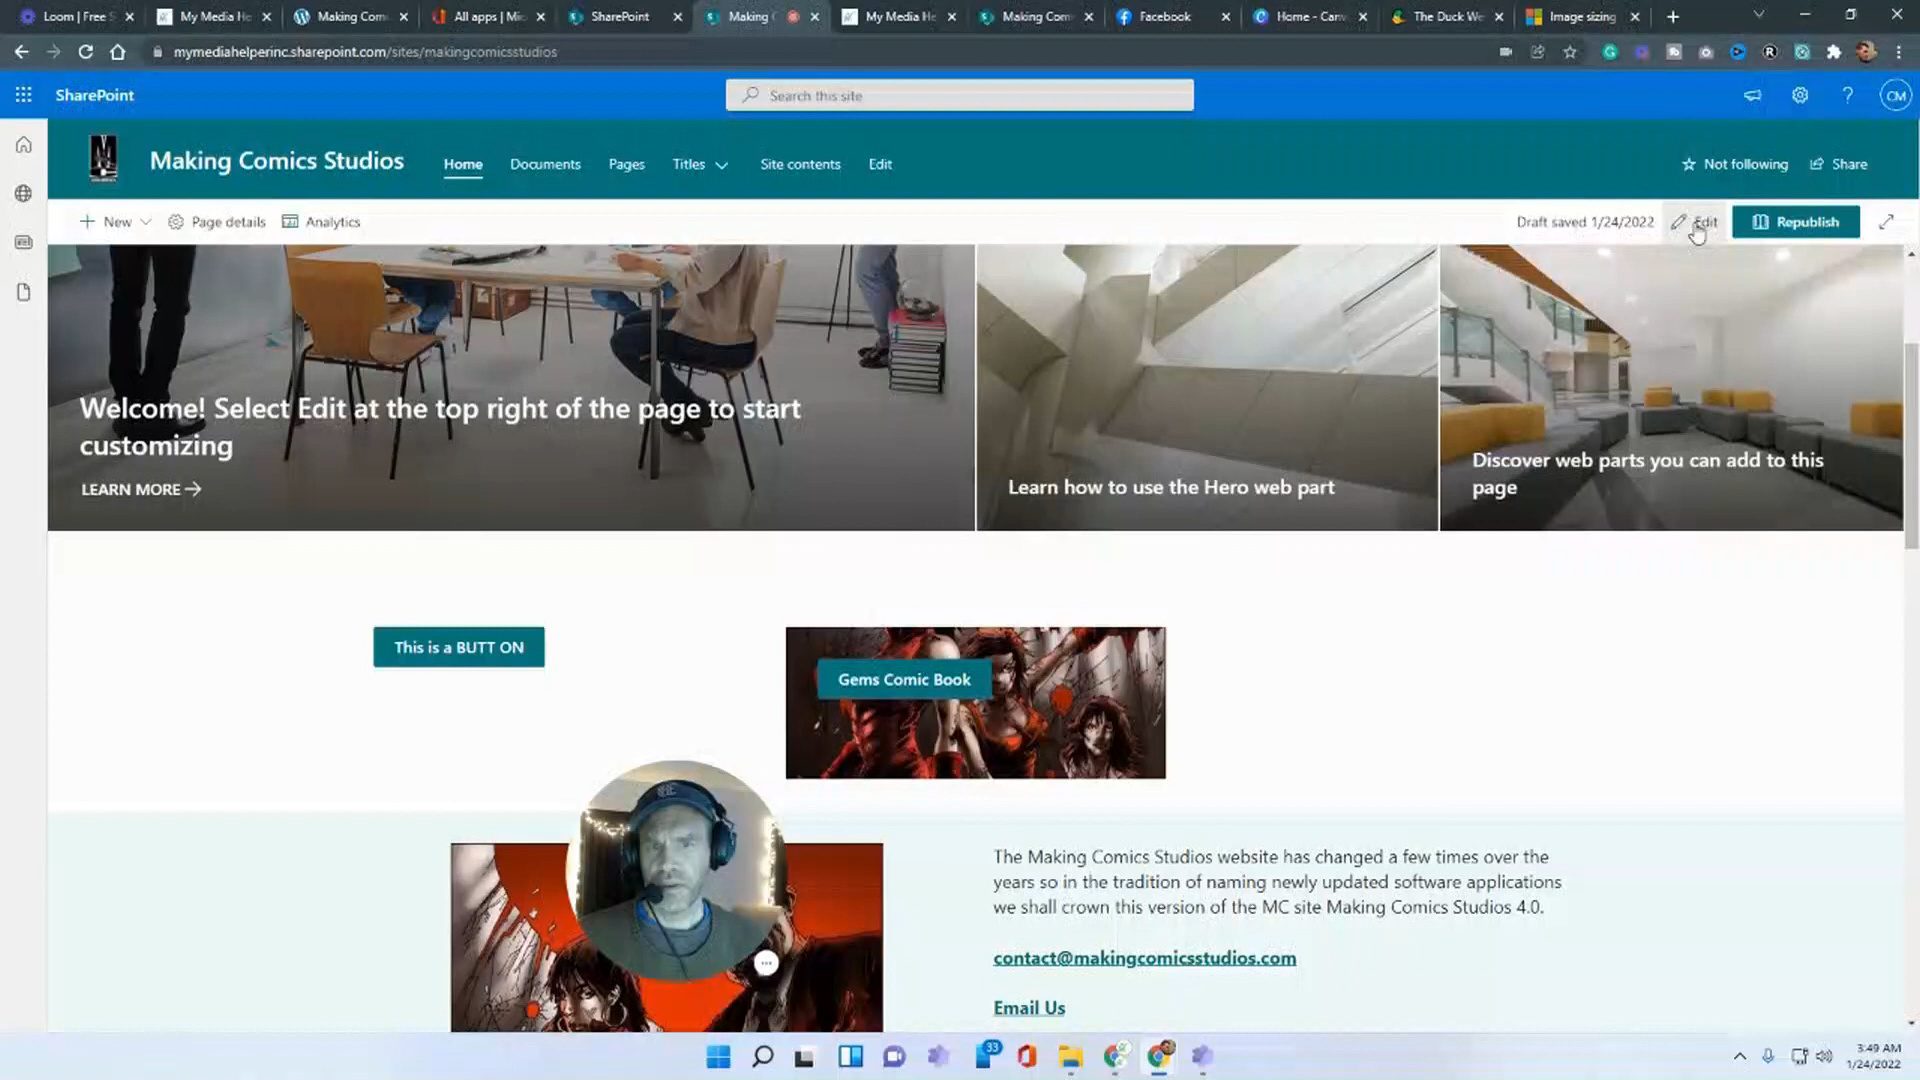 Loom | Free S
My Media He
Making Com
All apps | Mic
SharePoint
Making C
My Media He
Making Com
Facebook
Home - Canv
The Duck We
Image sizing
mymediahelperinc.sharepoint.com/sites/makingcomicsstudios
SharePoint
Search this site
CM
Making Comics Studios
Home
Documents
Pages
Titles
Site contents
Edit
Not following
Share
New
Page details
Analytics
Draft saved 1/24/2022
Edit
Republish
Welcome! Select Edit at the top right of the page to start
customizing
LEARN MORE
Learn how to use the Hero web part
Discover web parts you can add to this
page
This is a BUTT ON
Gems Comic Book
The Making Comics Studios website has changed a few times over the
years so in the tradition of naming newly updated software applications
we shall crown this version of the MC site Making Comics Studios 4.0.
contact@makingcomicsstudios.com
Email Us
33
3:49 AM
1/24/2022